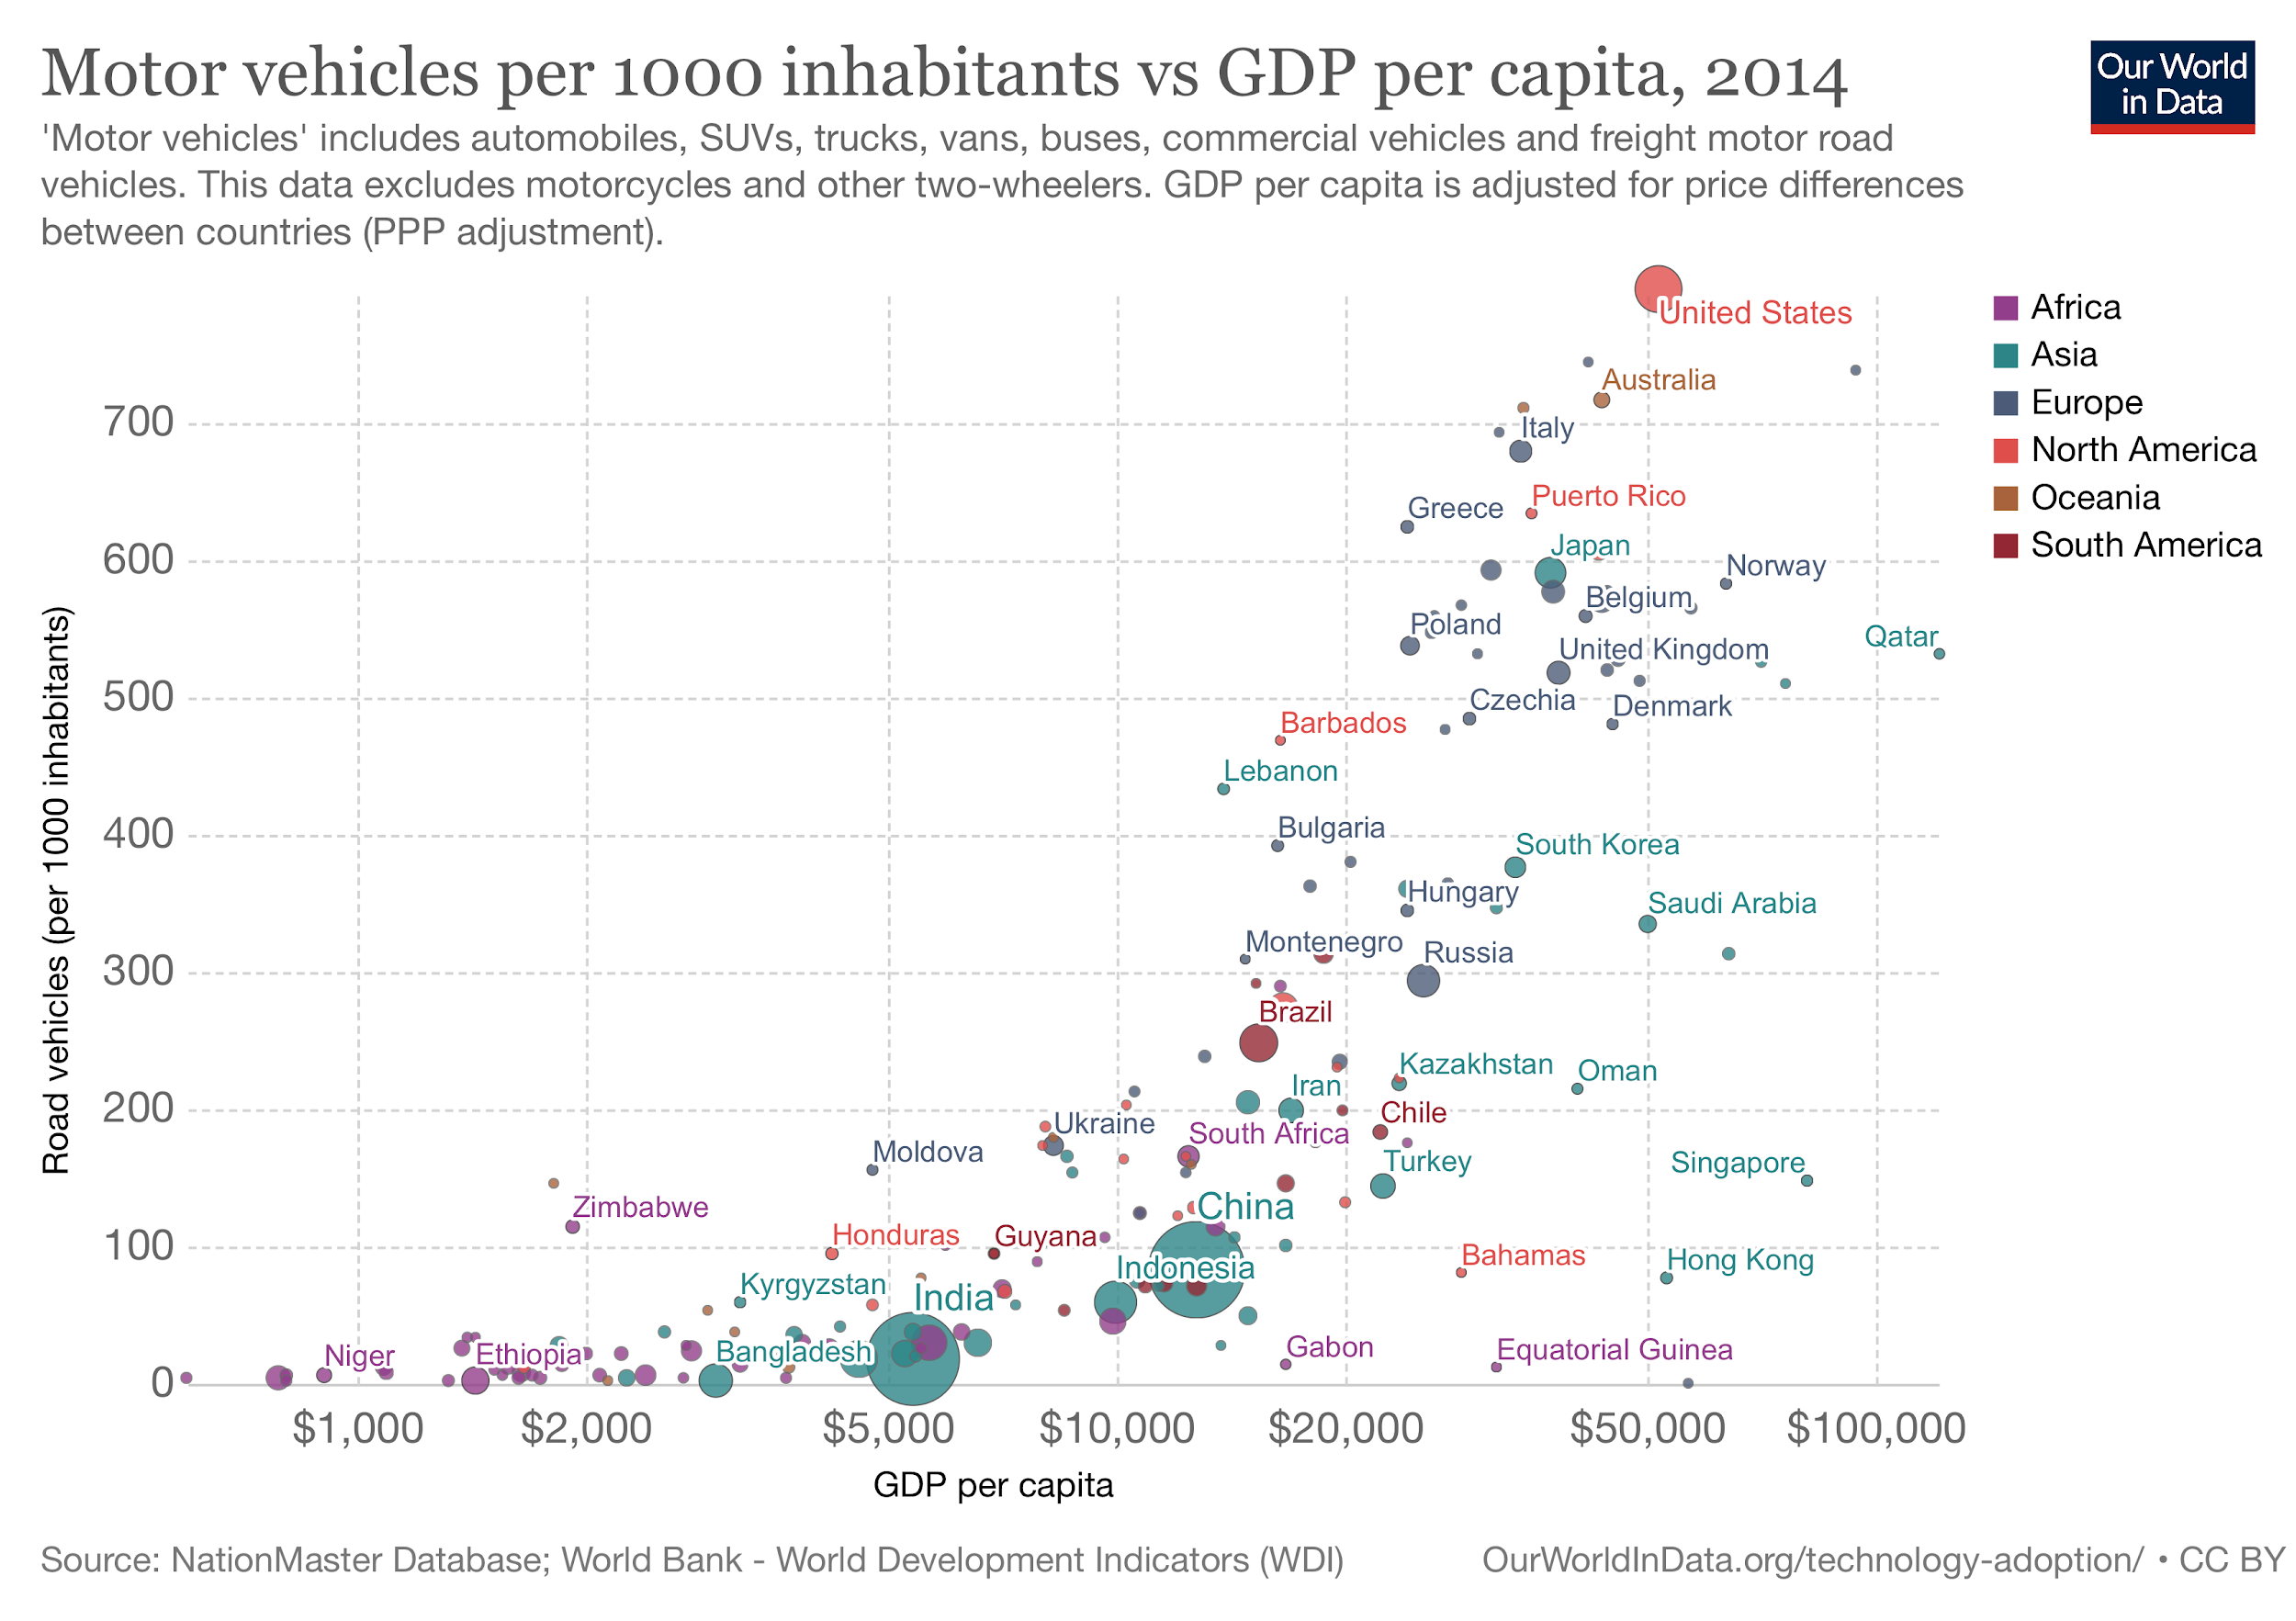 Motor vehicles per 1000 inhabitants vs GDP per capita, 2014
Our World
in Data
'Motor vehicles' includes automobiles, SUVs, trucks, vans, buses, commercial vehicles and freight motor road
vehicles. This data excludes motorcycles and other two-wheelers. GDP per capita is adjusted for price differences
between countries (PPP adjustment).
United States
Africa
Asia
Europe
North America
Oceania
South America
Australia
700
Italy
Puerto Rico
Greece
600
Japan
Norway
Belgium
Poland
Qatar
United Kingdom
500
Czechia
Denmark
Barbados
Lebanon
400
Bulgaria
South Korea
Hungary
Saudi Arabia
Montenegro
Russia
300
Brazil
Kazakhstan
Oman
Iran
200
Chile
Ukraine
South Africa
Moldova
Turkey
Singapore
Zimbabwe
China
100
Honduras
Guyana
Bahamas
Hong Kong
Indonesia
Kyrgyzstan
India
Gabon
Equatorial Guinea
Niger
Ethiopia
Bangladesh
0
Road vehicles (per 1000 inhabitants)
$1,000
$2,000
$5,000
$10,000
$20,000
$50,000
$100,000
GDP per capita
Source: NationMaster Database; World Bank - World Development Indicators (WDI)
OurWorldInData.org/technology-adoption/ • CC BY